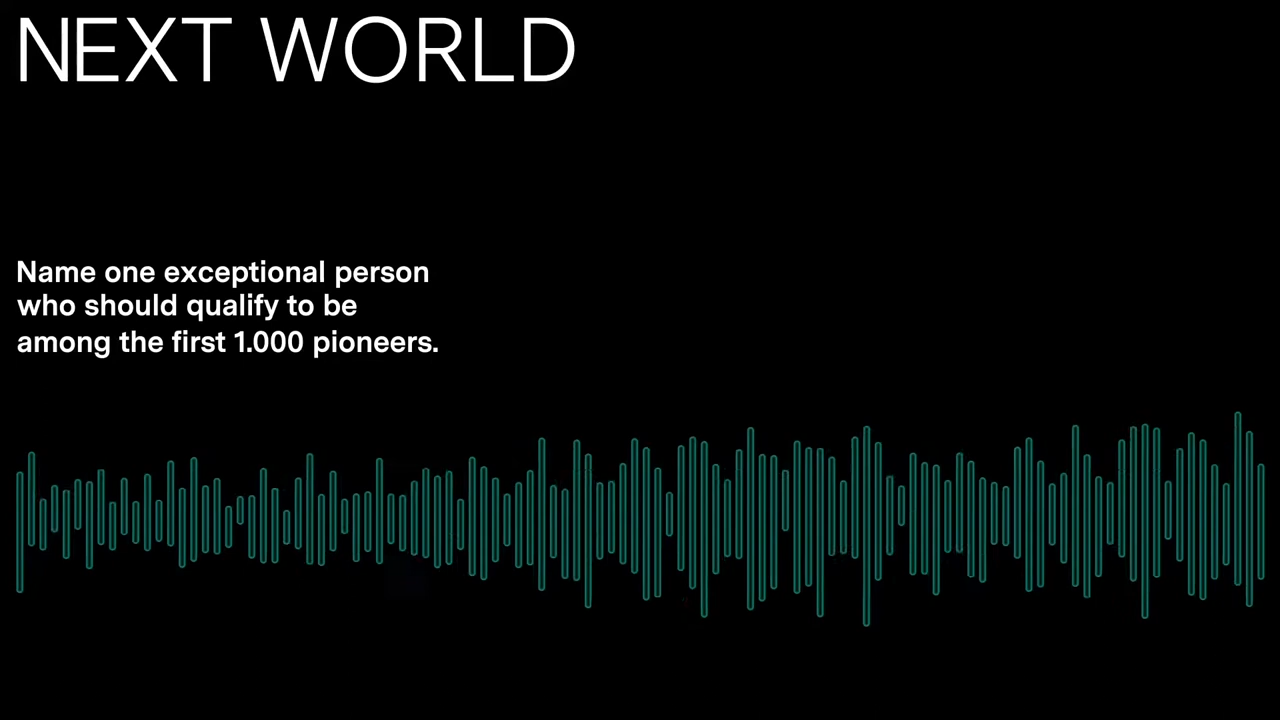 NEXT WORLD
Name one exceptional person
who should qualify to be
among the first 1.000 pioneers.